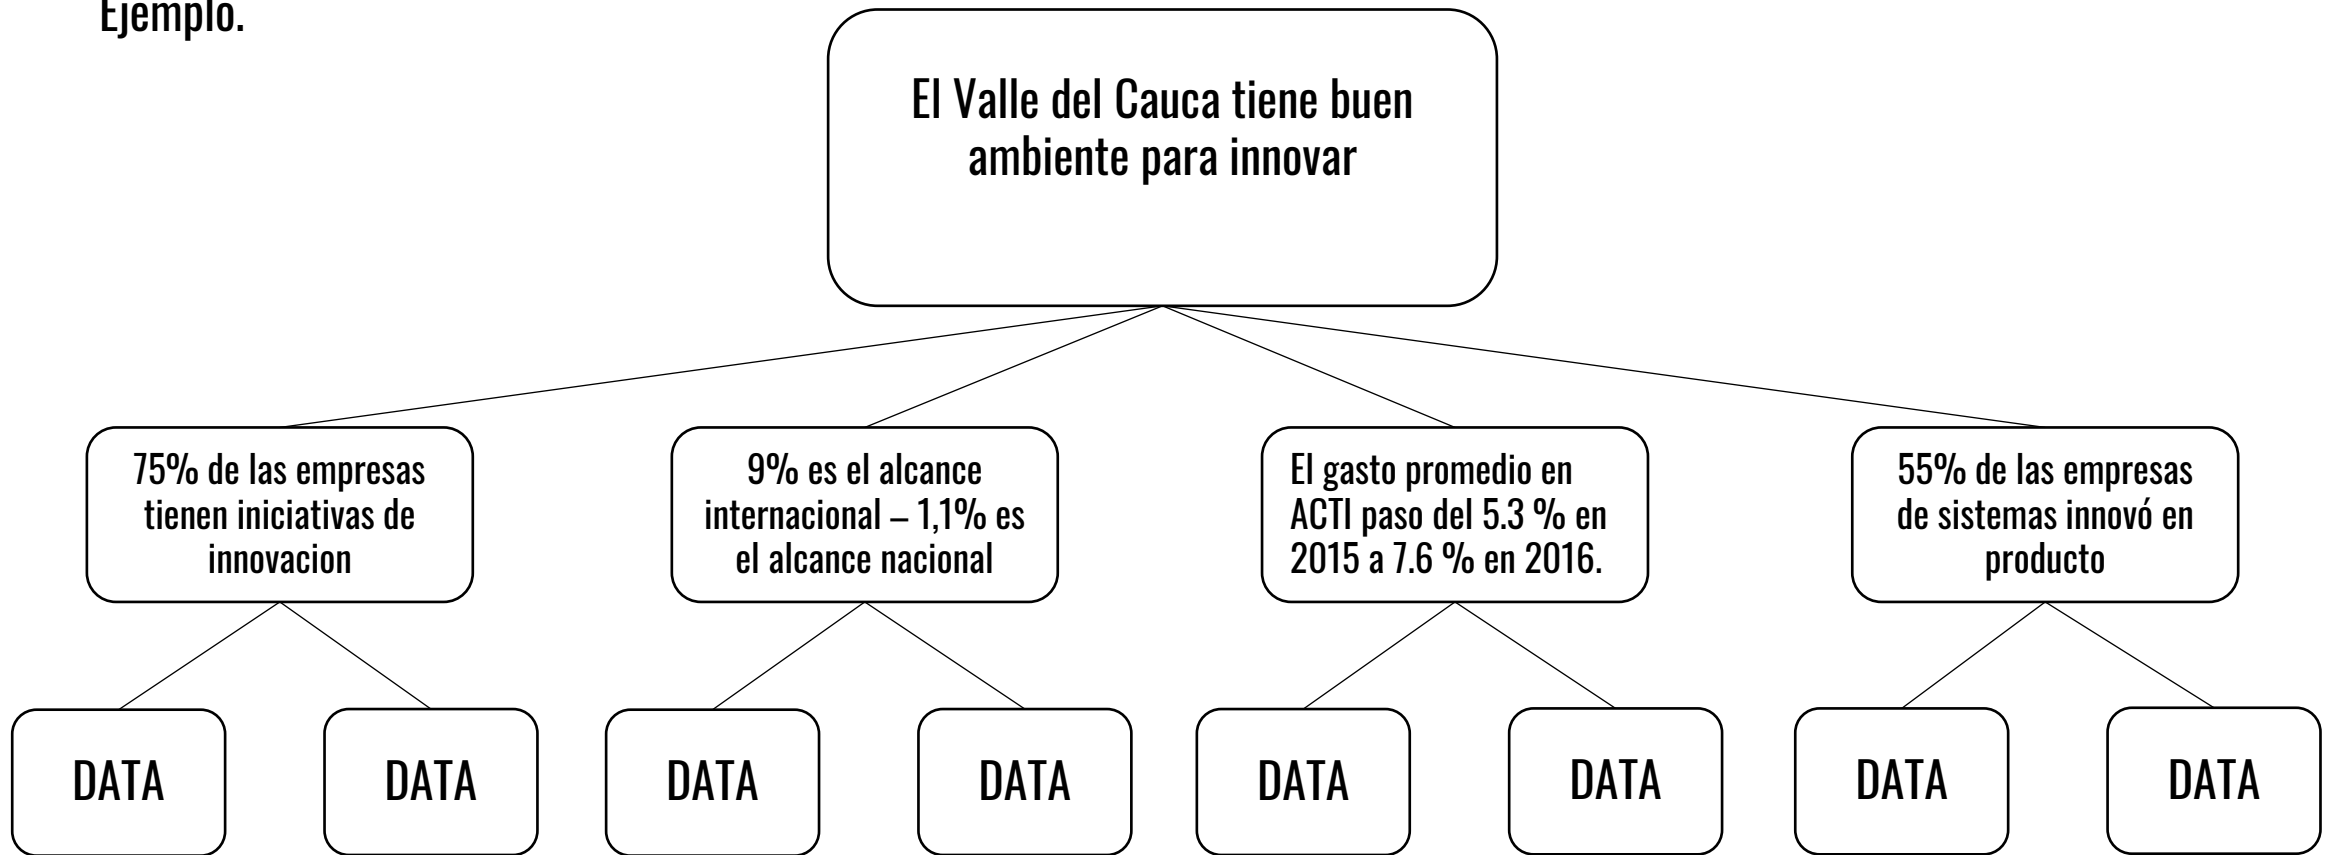 Ejemplo.
El Valle del Cauca tiene buen
ambiente para innovar
75% de las empresas
tienen iniciativas de
innovacion
9% es el alcance
internacional – 1,1% es
el alcance nacional
El gasto promedio en
ACTI paso del 5.3 % en
2015 a 7.6 % en 2016.
55% de las empresas
de sistemas innovó en
producto
DATA
DATA
DATA
DATA
DATA
DATA
DATA
DATA